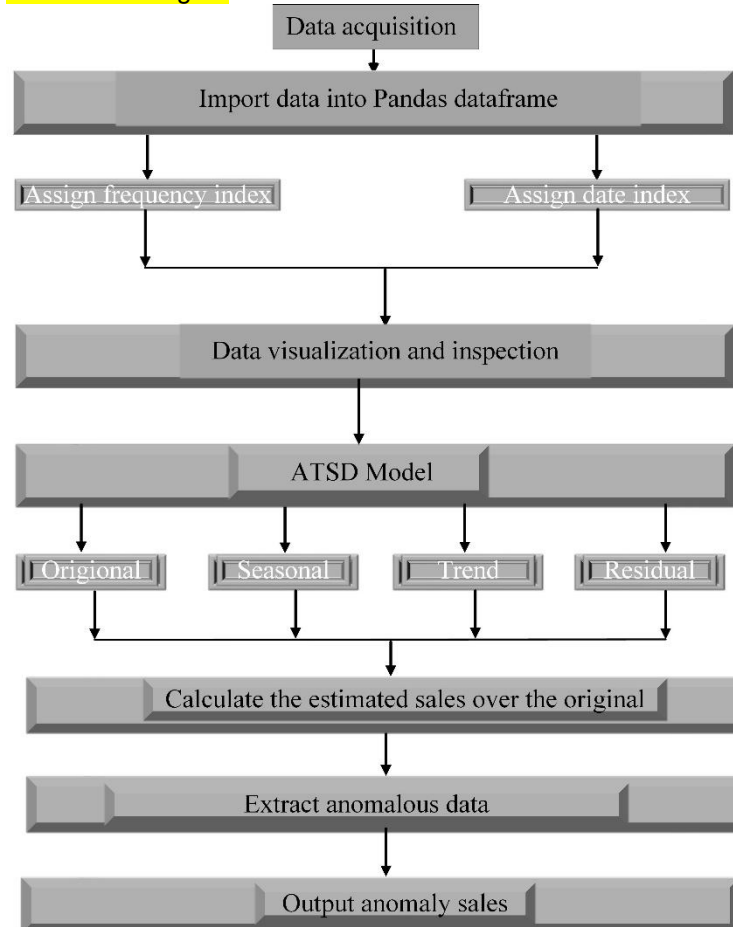 Data acquisition
Import data into Pandas dataframe
Assign frequency index
Assign date index
Data visualization and inspection
ATSD Model
Origional
Seasonal
Trend
Residual
Calculate the estimated sales over the original
Extract anomalous data
Output anomaly sales